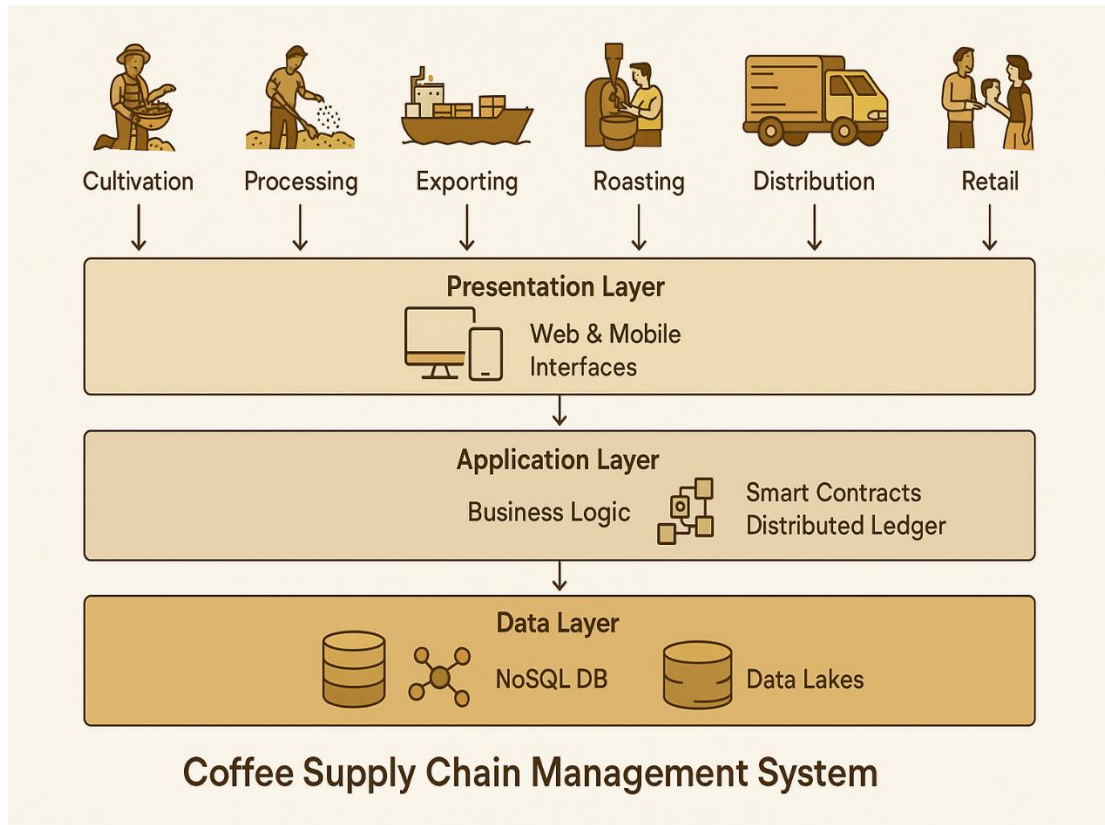 Cultivation
Processing
Exporting
Roasting
Distribution
Retail
Presentation Layer
Web & Mobile
Interfaces
Application Layer
Business Logic
Smart Contracts
Distributed Ledger
Data Layer
NoSQL DB
Data Lakes
Coffee Supply Chain Management System